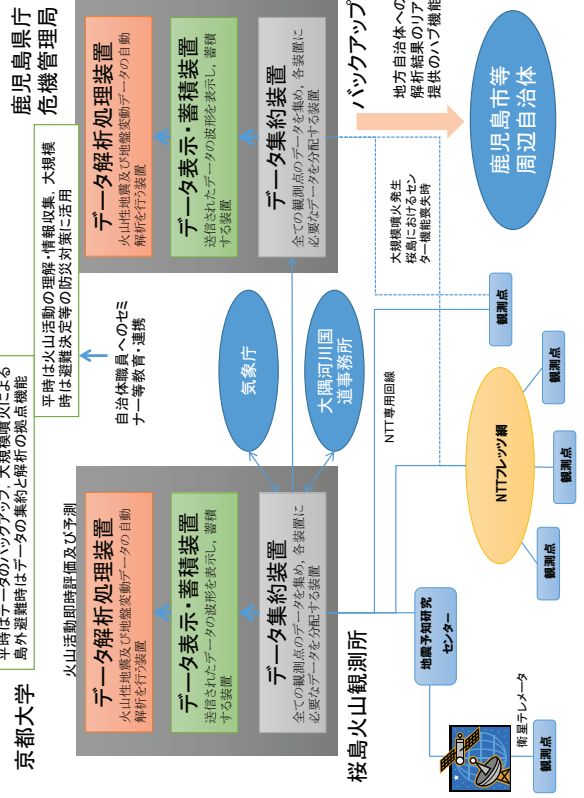 京都大学
平時はデータのバックアップ,大規模噴火による
島外避難時はデータの集約と解析の拠点機能
鹿児島県庁
危機管理局
平時は火山活動の理解・情報収集,大規模
時は避難決定等の防災対策に活用
火山活動即時評価及び予測
データ解析処理装置
火山性地震及び地盤変動データの自動
解析を行う装置
データ表示・蓄積装置
送信されたデータの波形を表示し,蓄積
する装置
データ集約装置
全ての観測点のデータを集め,各装置に
必要なデータを分配する装置
桜島火山観測所
自治体職員へのセミ
ナー等教育・連携
気象庁
大隅河川国
道事務所
データ解析処理装置
火山性地震及び地盤変動データの自動
解析を行う装置
データ表示・蓄積装置
送信されたデータの波形を表示し,蓄積
する装置
データ集約装置
全ての観測点のデータを集め,各装置に
必要なデータを分配する装置
バックアップ
地方自治体への
解析結果のリア
提供のハブ機能
鹿児島市等
周辺自治体
大規模噴火発生
桜島におけるセン
ター機能喪失時
NTT専用回線
観測点
地震予知研究
センター
衛星テレメータ
観測点
NTTフレッツ網
観測点
観測点
観測点